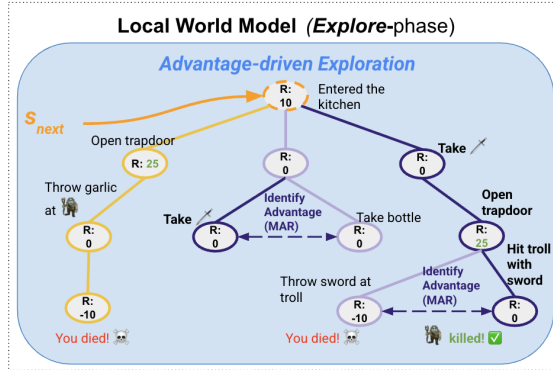 Local World Model (Explore-phase)
Advantage-driven Exploration
S next
R:
10
Entered the
kitchen
Open trapdoor
R: 25
R:
0
R:
0
Take
Throw garlic
at
R:
0
Take
R:
0
Identify
Advantage
(MAR)
Take bottle
R:
0
Open
trapdoor
R:
25
Hit troll
with
sword
Throw sword at
troll
Identify
Advantage
(MAR)
R:
-10
R:
-10
R:
0
You died!
You died!
killed!